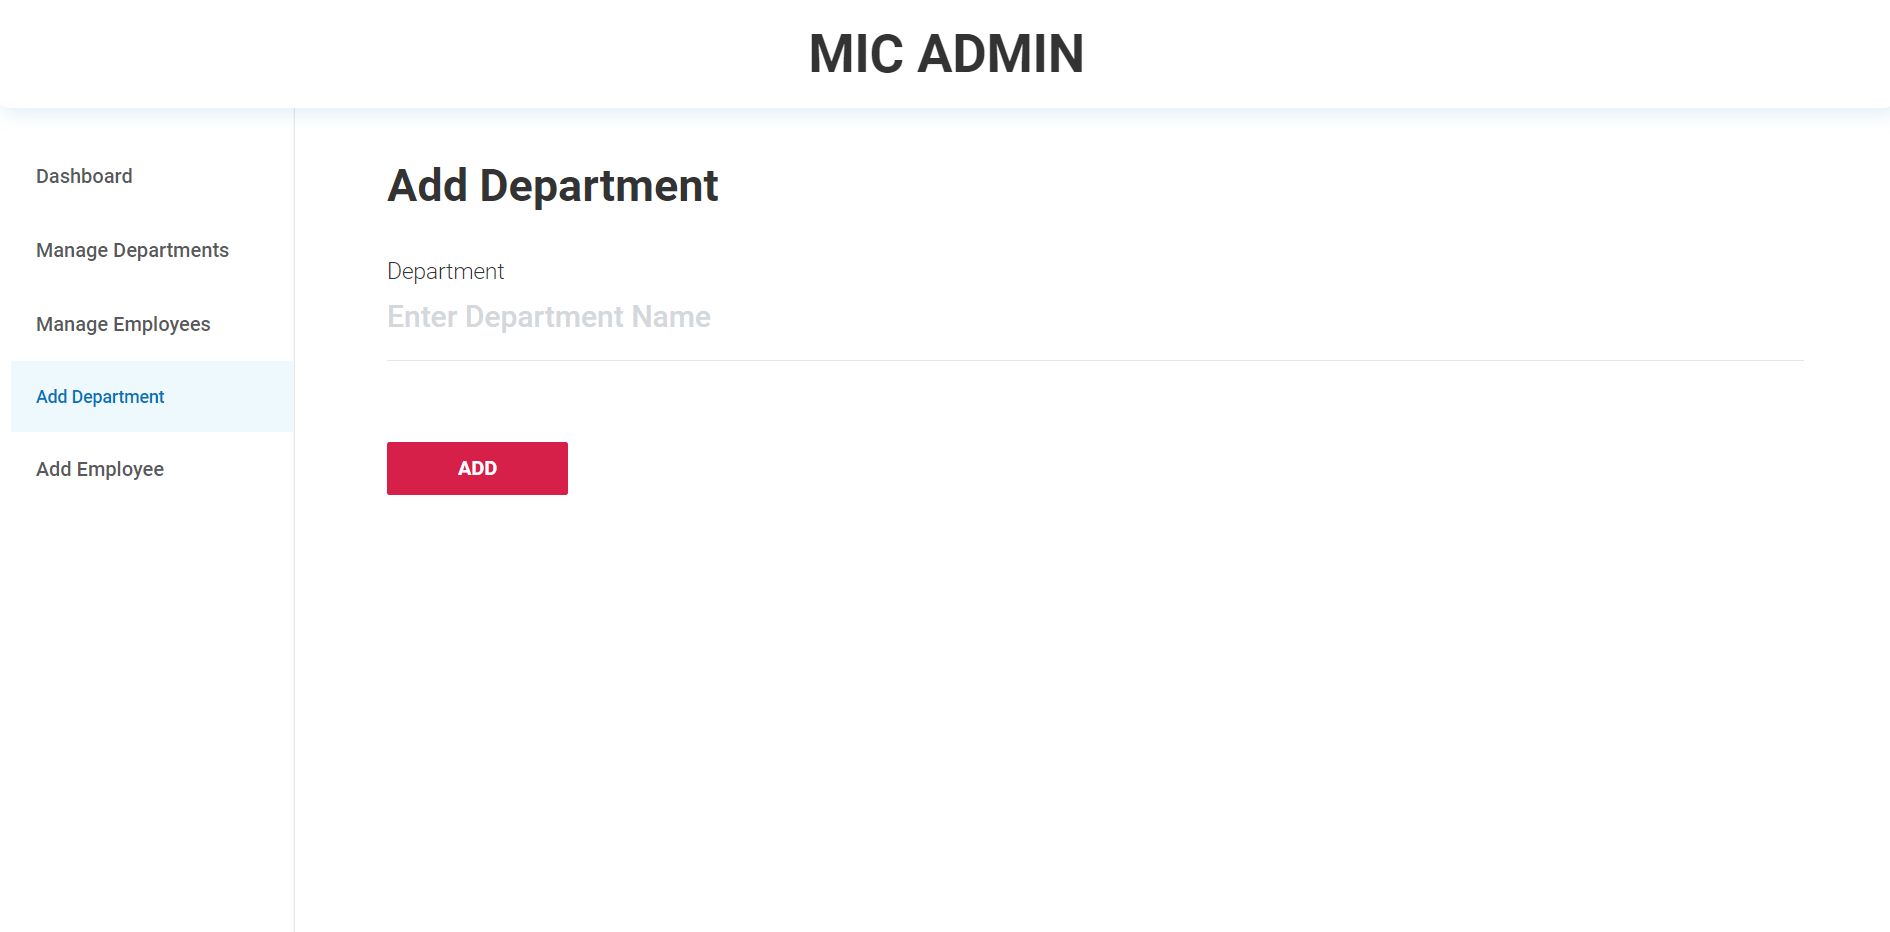 MIC ADMIN
Dashboard
Manage Departments
Manage Employees
Add Department
Add Employee
Add Department
Department
Enter Department Name
ADD